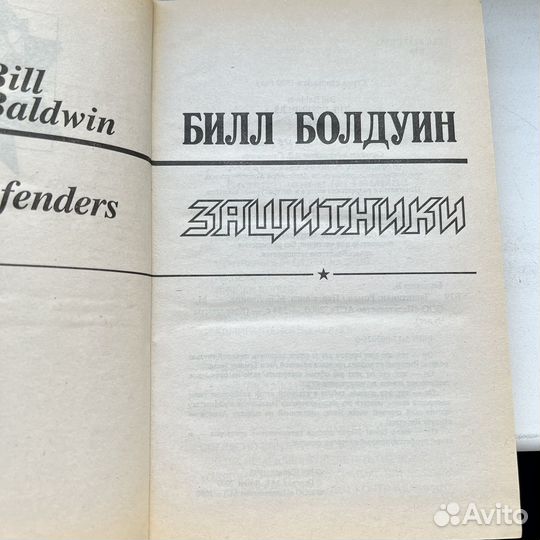 Bill
Baldwin
fenders
БИЛЛ БОЛДУИН
ЗАЩИТНИКИ
Avito